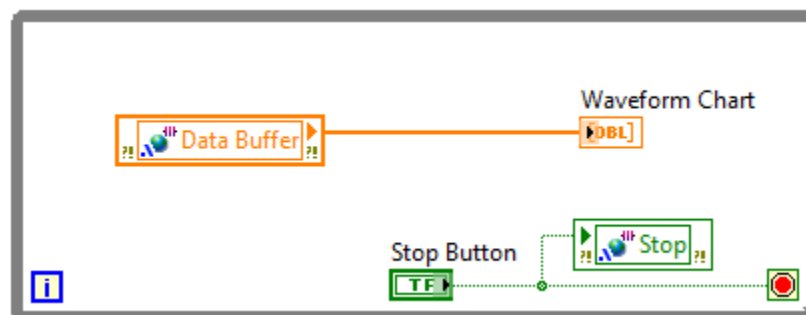 Waveform Chart
?! Data Buffer ?!
DBL]
Stop Button
?! Stop ?!
i
TF